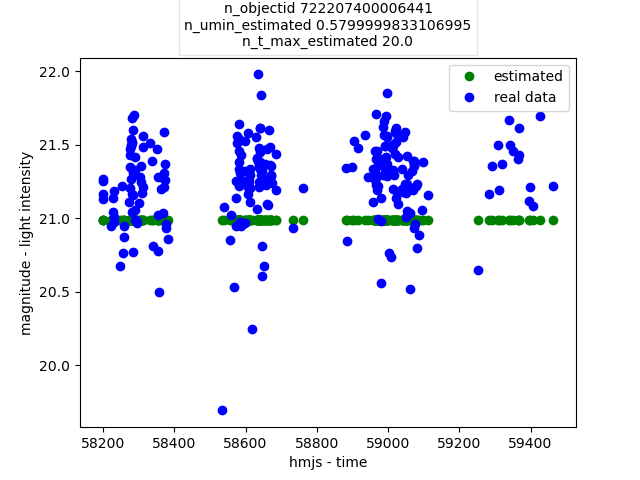 n_objectid 722207400006441
n_umin_estimated 0.5799999833106995
n_t_max_estimated 20.0
estimated
real data
22.0
21.5
21.0
20.5
20.0
magnitude - light intensity
58200 58400 58600 58800 59000 59200 59400
hmjs - time